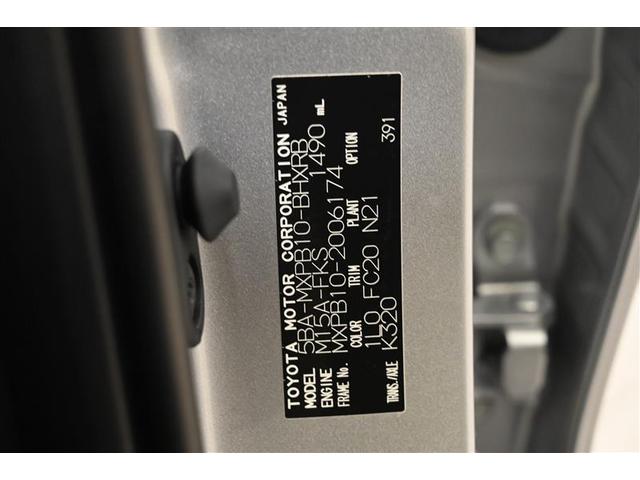 TOYOTA MOTOR CORPORATION JAPAN
MODEL 5BA-MXPB10-BHXRB
ENGINE M15A-FKS 1490 mL
FRAME No. MXPB10-2006174
COLOR TRIM PLANT OPTION
1L0 FC20 N21 391
TRANS./AXLE K320